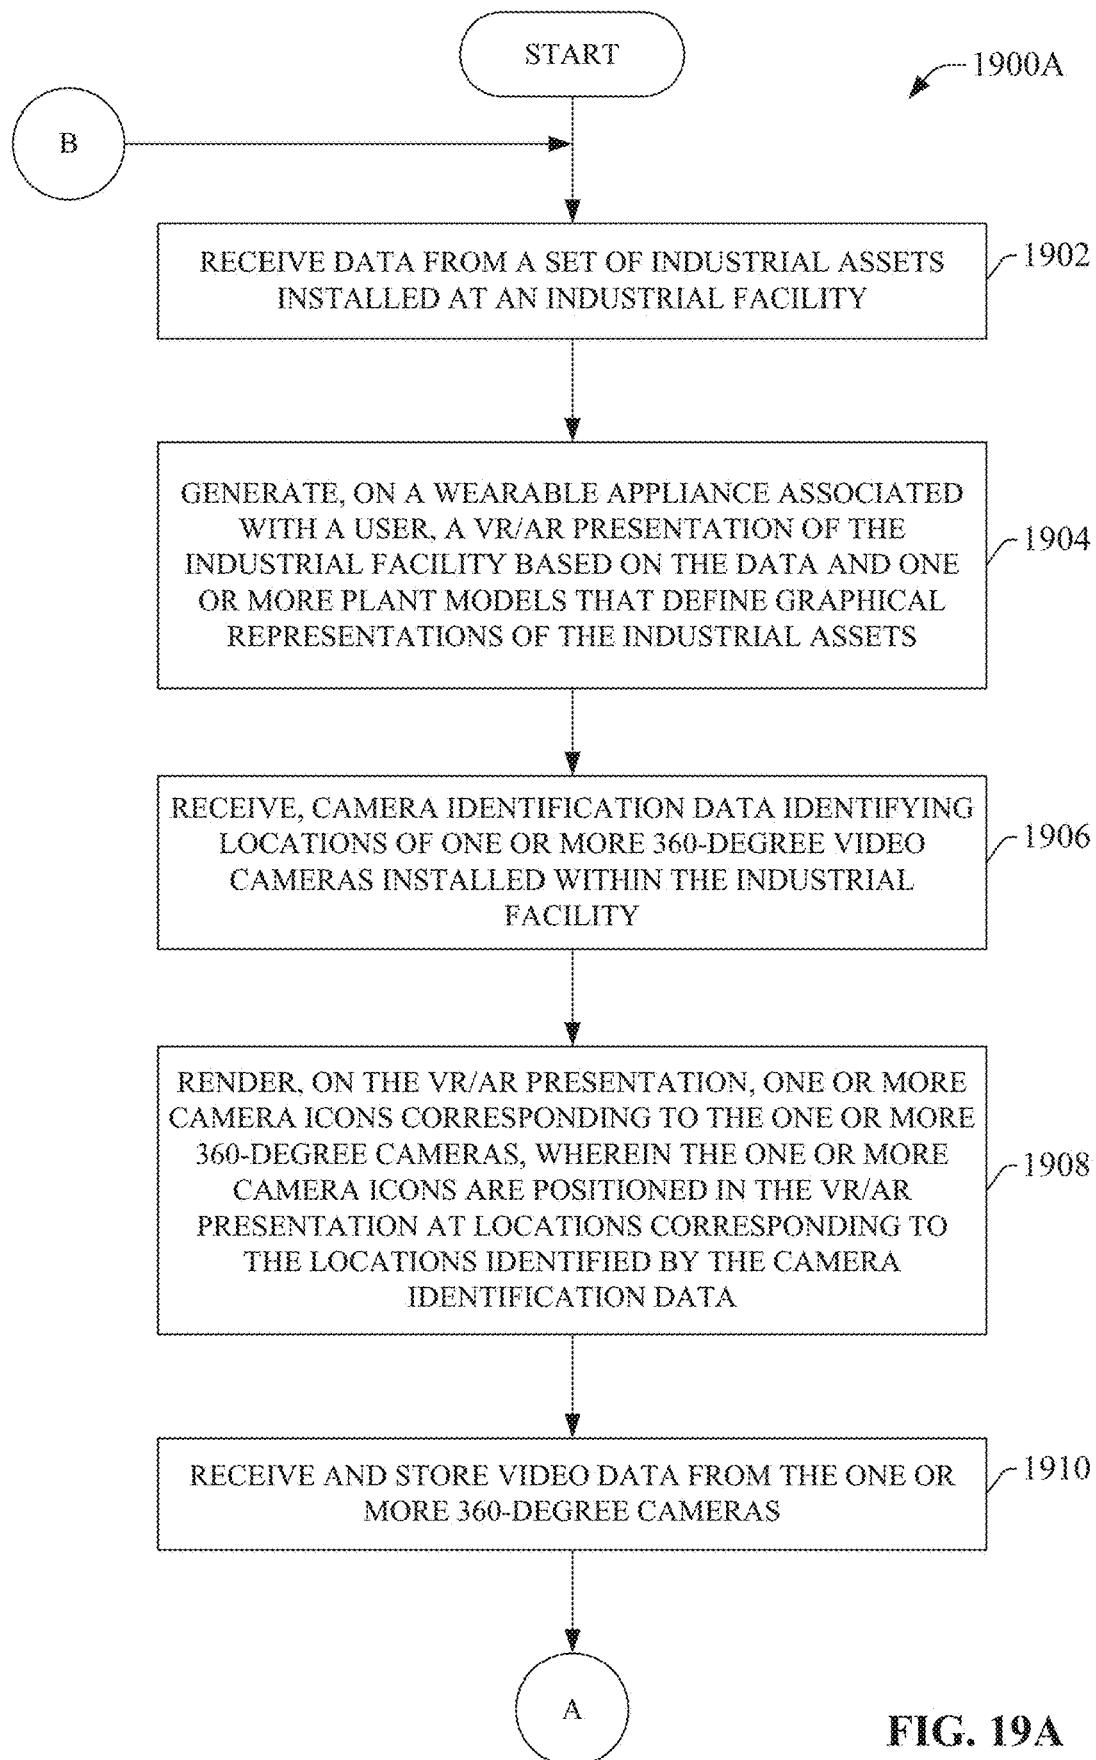 START
1900A
B
RECEIVE DATA FROM A SET OF INDUSTRIAL ASSETS
INSTALLED AT AN INDUSTRIAL FACILITY
1902
GENERATE, ON A WEARABLE APPLIANCE ASSOCIATED
WITH A USER, A VR/AR PRESENTATION OF THE
INDUSTRIAL FACILITY BASED ON THE DATA AND ONE
OR MORE PLANT MODELS THAT DEFINE GRAPHICAL
REPRESENTATIONS OF THE INDUSTRIAL ASSETS
1904
RECEIVE, CAMERA IDENTIFICATION DATA IDENTIFYING
LOCATIONS OF ONE OR MORE 360-DEGREE VIDEO
CAMERAS INSTALLED WITHIN THE INDUSTRIAL
FACILITY
1906
RENDER, ON THE VR/AR PRESENTATION, ONE OR MORE
CAMERA ICONS CORRESPONDING TO THE ONE OR MORE
360-DEGREE CAMERAS, WHEREIN THE ONE OR MORE
CAMERA ICONS ARE POSITIONED IN THE VR/AR
PRESENTATION AT LOCATIONS CORRESPONDING TO
THE LOCATIONS IDENTIFIED BY THE CAMERA
IDENTIFICATION DATA
1908
RECEIVE AND STORE VIDEO DATA FROM THE ONE OR
MORE 360-DEGREE CAMERAS
1910
A
FIG. 19A